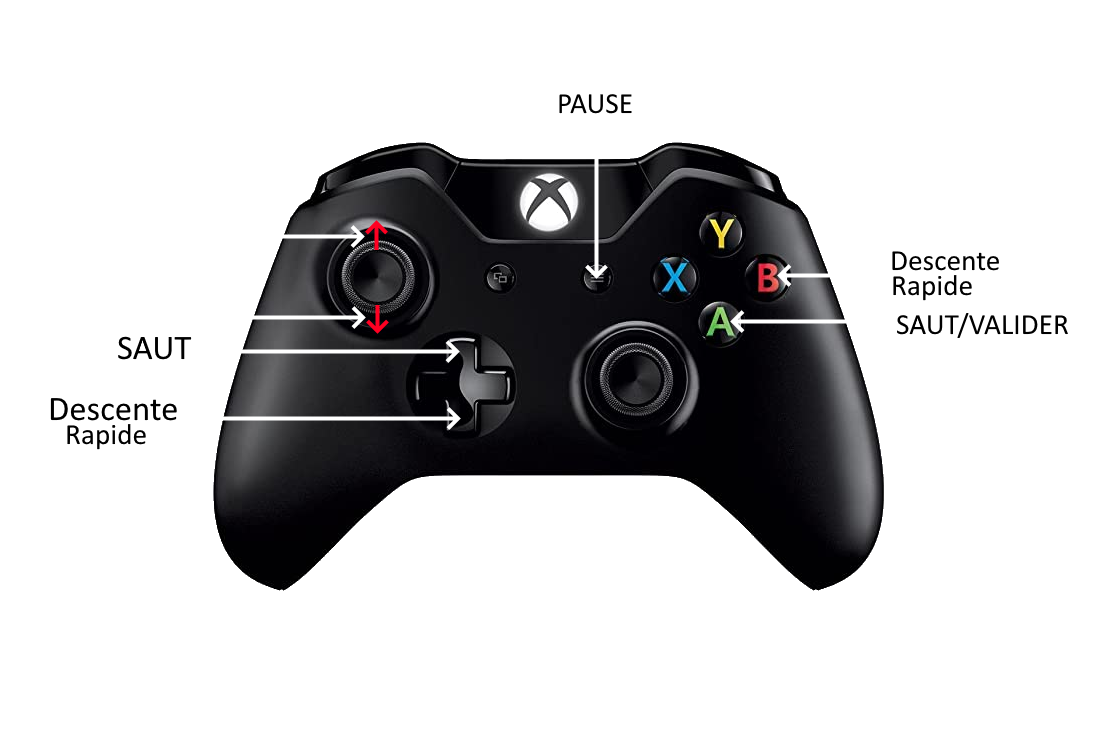 PAUSE
Y
X
B
A
Descente
Rapide
SAUT/VALIDER
SAUT
Descente
Rapide